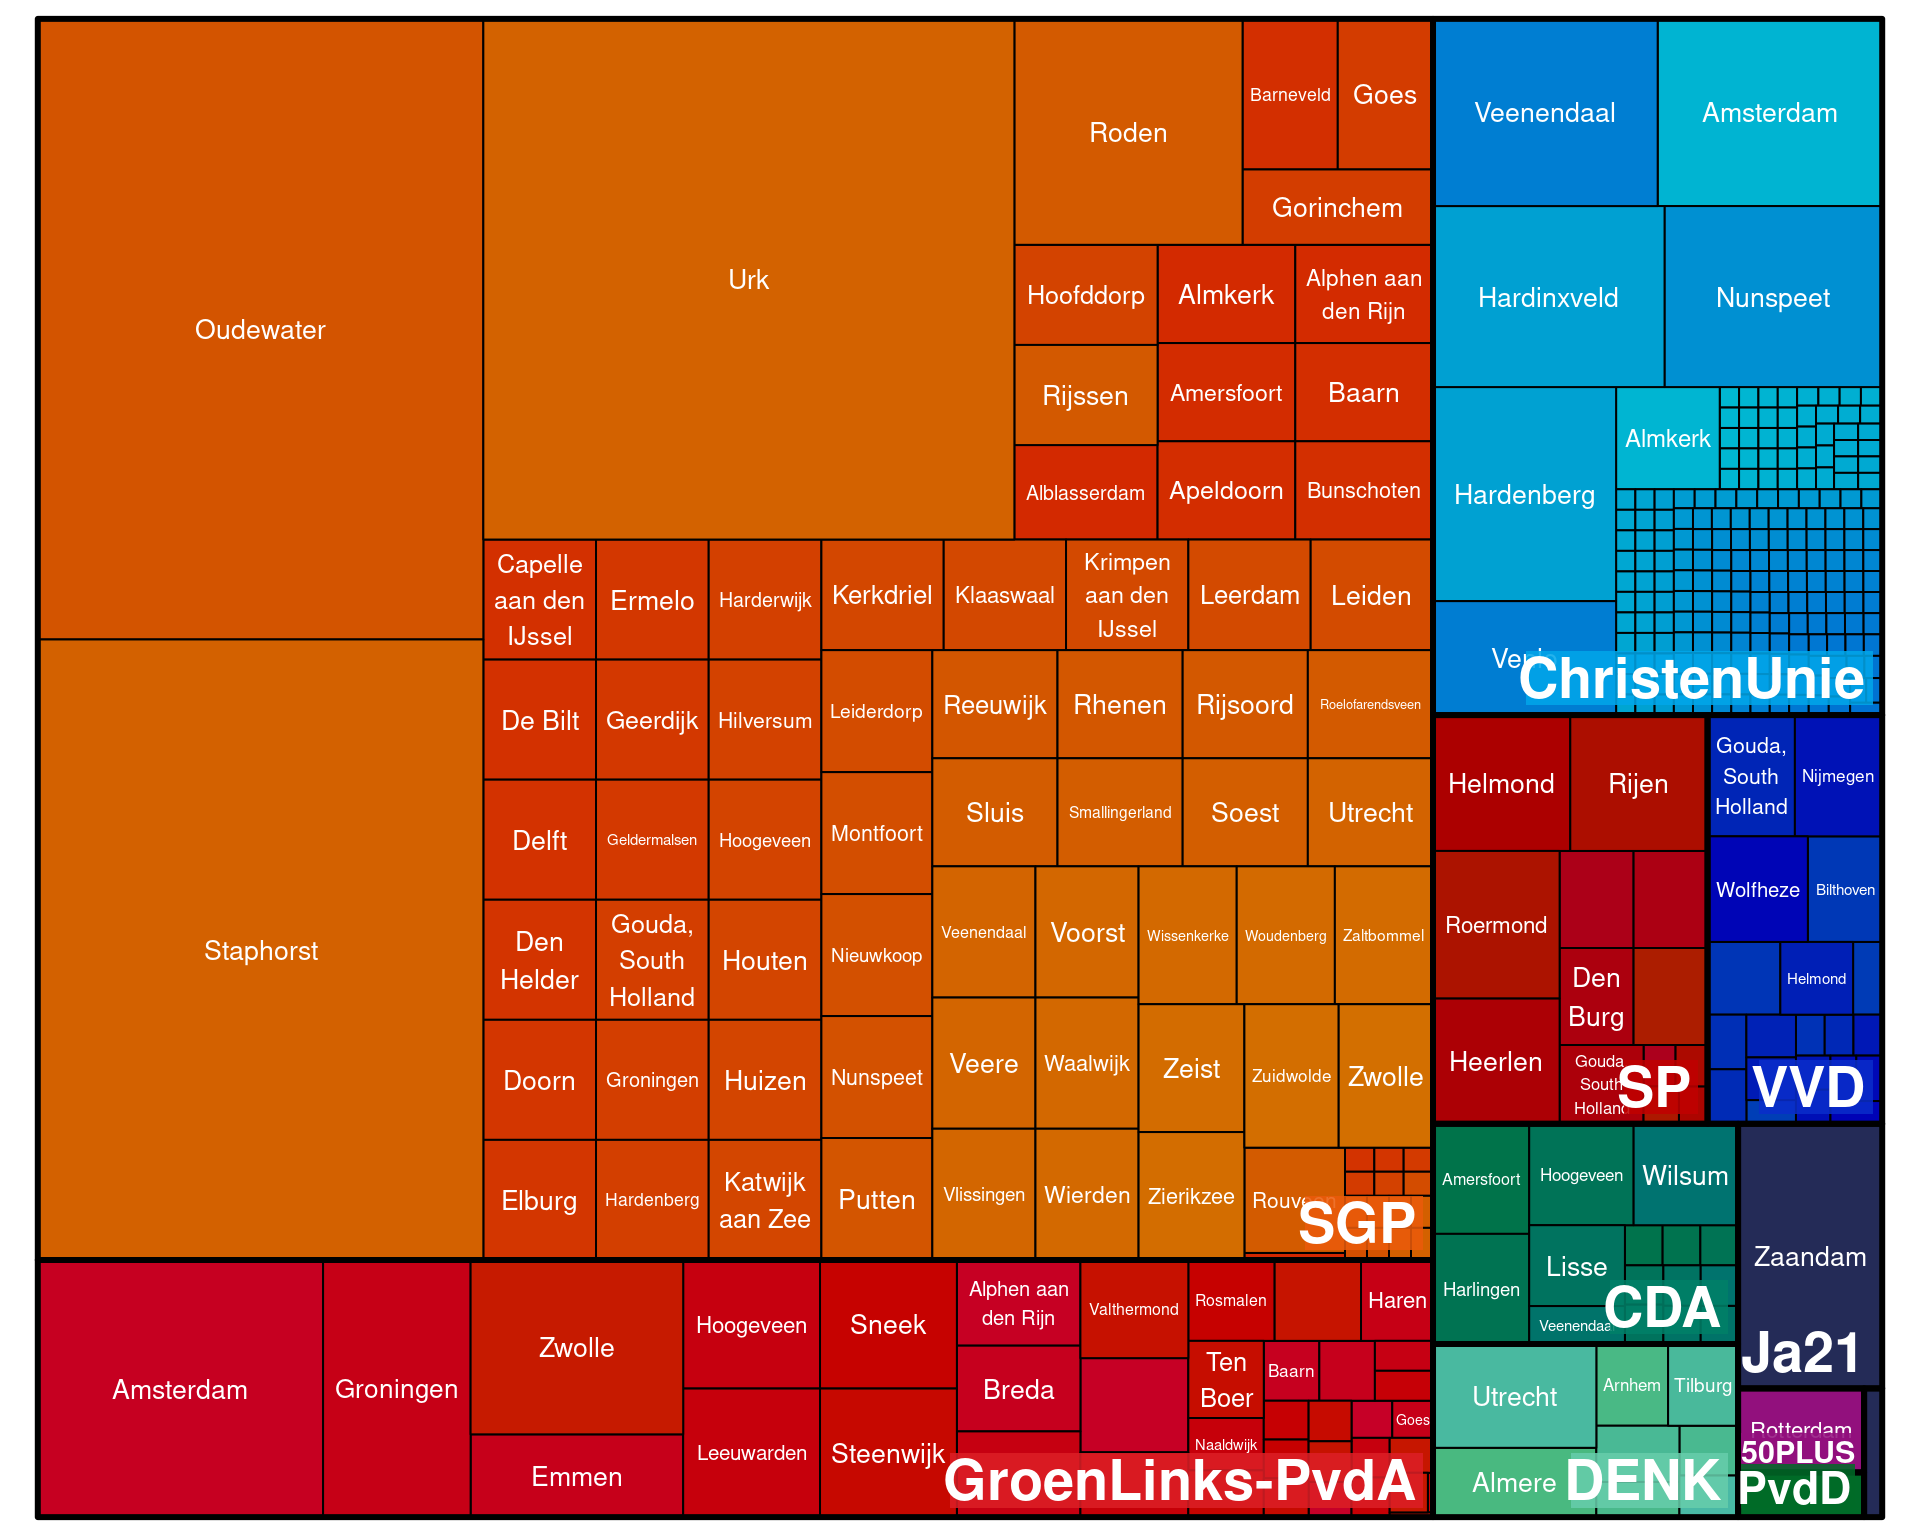 Oudewater
Staphorst
Urk
Roden
Barneveld
Goes
Gorinchem
Hoofddorp
Almkerk
Alphen aan
den Rijn
Rijssen
Amersfoort
Baarn
Alblasserdam
Apeldoorn
Bunschoten
Capelle
aan den
IJssel
Ermelo
Harderwijk
Kerkdriel
Klaaswaal
Krimpen
aan den
IJssel
Leerdam
Leiden
De Bilt
Geerdijk
Hilversum
Leiderdorp
Reeuwijk
Rhenen
Rijsoord
Roelofarendsveen
Delft
Geldermalsen
Hoogeveen
Montfoort
Sluis
Smallingerland
Soest
Utrecht
Den
Helder
Gouda,
South
Holland
Houten
Nieuwkoop
Veenendaal
Voorst
Wissenkerke
Woudenberg
Zaltbommel
Doorn
Groningen
Huizen
Nunspeet
Veere
Waalwijk
Zeist
Zuidwolde
Zwolle
Elburg
Hardenberg
Katwijk
aan Zee
Putten
Vlissingen
Wierden
Zierikzee
Rouveen
SGP
Amsterdam
Groningen
Zwolle
Emmen
Hoogeveen
Leeuwarden
Sneek
Steenwijk
Alphen aan
den Rijn
Breda
Valthermond
Rosmalen
Haren
Ten
Boer
Baarn
Goes
Naaldwijk
GroenLinks-PvdA
Veenendaal
Amsterdam
Hardinxveld
Nunspeet
Hardenberg
Almkerk
ChristenUnie
Helmond
Rijen
Roermond
Den
Burg
Heerlen
Gouda
South
Holland
SP
Gouda,
South
Holland
Nijmegen
Wolfheze
Bilthoven
Helmond
VVD
Amersfoort
Hoogeveen
Wilsum
Harlingen
Lisse
Veenendaal
CDA
Zaandam
Ja21
Utrecht
Arnhem
Tilburg
Almere
DENK
Rotterdam
50PLUS
PvdD